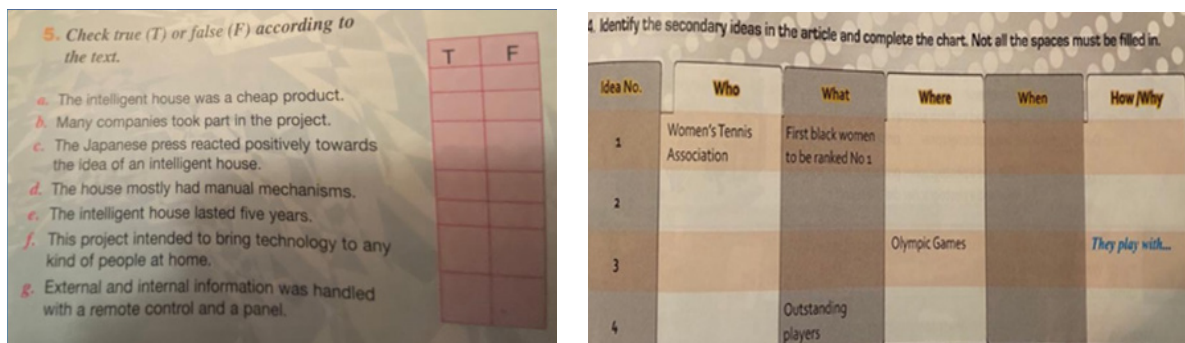 5. Check true (T) or false (F) according to
the text.
T F
a. The intelligent house was a cheap product.
b. Many companies took part in the project.
c. The Japanese press reacted positively towards
the idea of an intelligent house.
d. The house mostly had manual mechanisms.
e. The intelligent house lasted five years.
f. This project intended to bring technology to any
kind of people at home.
g. External and internal information was handled
with a remote control and a panel.
4. Identify the secondary ideas in the article and complete the chart. Not all the spaces must be filled in.
Idea No. Who What Where When How/Why
1 Women's Tennis First black women
Association to be ranked No 1
2
3 Olympic Games They play with...
4 Outstanding
players